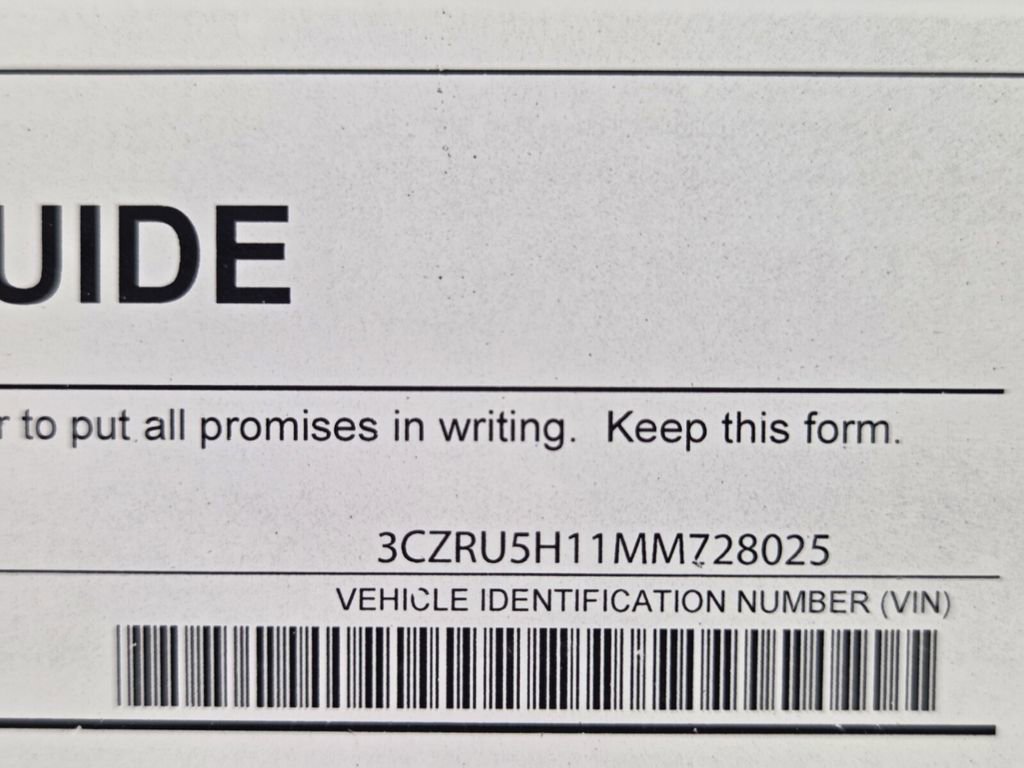 UIDE
r to put all promises in writing. Keep this form.
3CZRU5H11MM728025
VEHICLE IDENTIFICATION NUMBER (VIN)